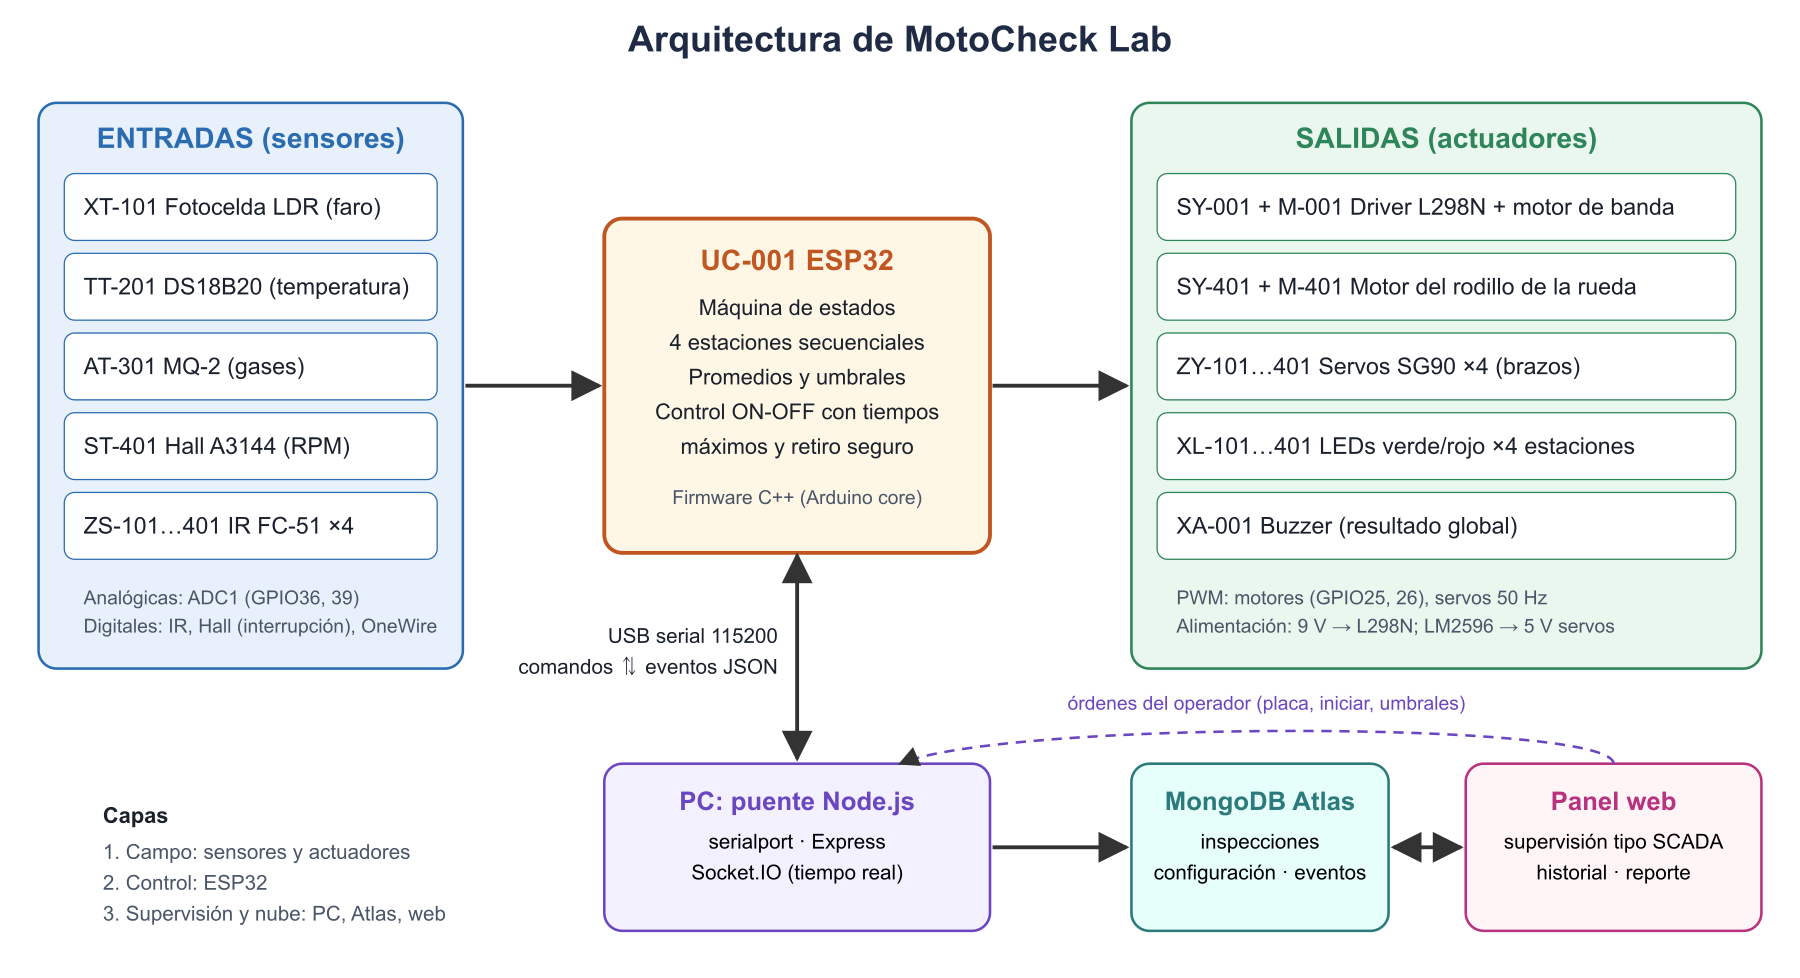 Arquitectura de MotoCheck Lab
ENTRADAS (sensores)
XT-101 Fotocelda LDR (faro)
TT-201 DS18B20 (temperatura)
AT-301 MQ-2 (gases)
ST-401 Hall A3144 (RPM)
ZS-101…401 IR FC-51 ×4
Analógicas: ADC1 (GPIO36, 39)
Digitales: IR, Hall (interrupción), OneWire
UC-001 ESP32
Máquina de estados
4 estaciones secuenciales
Promedios y umbrales
Control ON-OFF con tiempos
máximos y retiro seguro
Firmware C++ (Arduino core)
SALIDAS (actuadores)
SY-001 + M-001 Driver L298N + motor de banda
SY-401 + M-401 Motor del rodillo de la rueda
ZY-101…401 Servos SG90 ×4 (brazos)
XL-101…401 LEDs verde/rojo ×4 estaciones
XA-001 Buzzer (resultado global)
PWM: motores (GPIO25, 26), servos 50 Hz
Alimentación: 9 V → L298N; LM2596 → 5 V servos
USB serial 115200
comandos ⇅ eventos JSON
órdenes del operador (placa, iniciar, umbrales)
PC: puente Node.js
serialport · Express
Socket.IO (tiempo real)
MongoDB Atlas
inspecciones
configuración · eventos
Panel web
supervisión tipo SCADA
historial · reporte
Capas
1. Campo: sensores y actuadores
2. Control: ESP32
3. Supervisión y nube: PC, Atlas, web